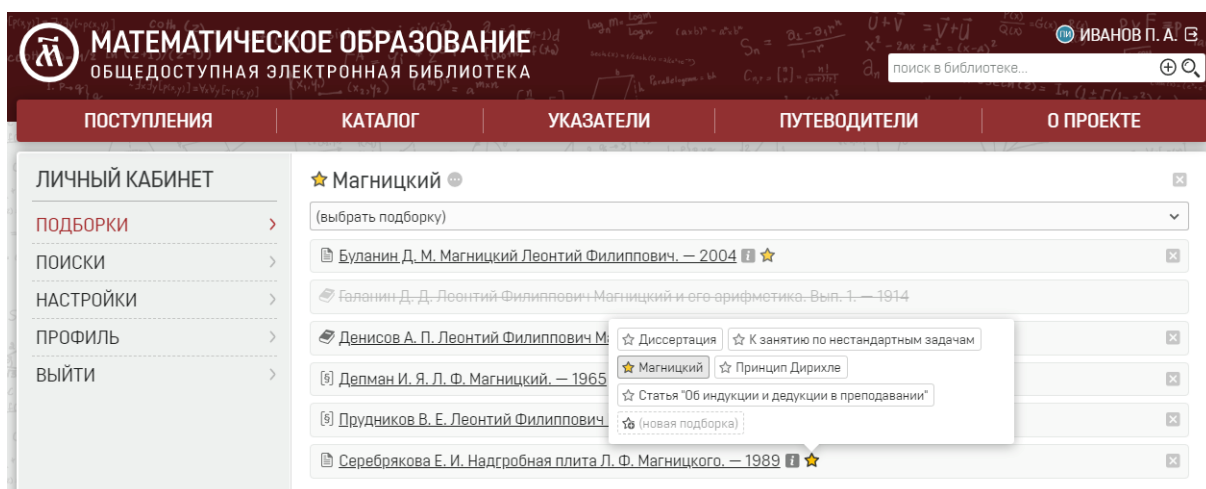 МАТЕМАТИЧЕСКОЕ ОБРАЗОВАНИЕ
ОБЩЕДОСТУПНАЯ ЭЛЕКТРОННАЯ БИБЛИОТЕКА
ПИ ИВАНОВ П. А.
поиск в библиотеке...
ПОСТУПЛЕНИЯ КАТАЛОГ УКАЗАТЕЛИ ПУТЕВОДИТЕЛИ О ПРОЕКТЕ
ЛИЧНЫЙ КАБИНЕТ
ПОДБОРКИ
ПОИСКИ
НАСТРОЙКИ
ПРОФИЛЬ
ВЫЙТИ
Магницкий
(выбрать подборку)
Буланин Д. М. Магницкий Леонтий Филиппович. — 2004
Галанин Д. Д. Леонтий Филиппович Магницкий и его арифметика. Вып. 1. — 1914
Денисов А. П. Леонтий Филиппович
[§] Депман И. Я. Л. Ф. Магницкий. — 1965
[§] Прудников В. Е. Леонтий Филиппович
Серебрякова Е. И. Надгробная плита Л. Ф. Магницкого. — 1989
Диссертация К занятию по нестандартным задачам
Магницкий Принцип Дирихле
Статья "Об индукции и дедукции в преподавании"
(новая подборка)